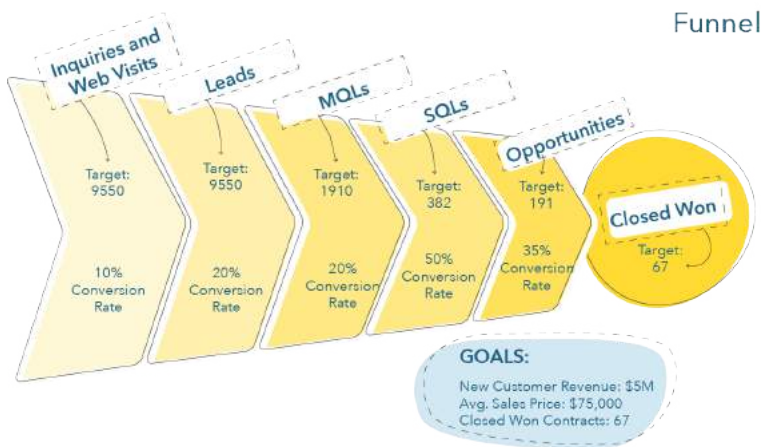 Funnel
Inquiries and
Web Visits
Target:
9550
10%
Conversion
Rate
Leads
Target:
9550
20%
Conversion
Rate
MQLs
Target:
1910
20%
Conversion
Rate
SQLs
Target:
382
50%
Conversion
Rate
Opportunities
Target:
191
35%
Conversion
Rate
Closed Won
Target:
67
GOALS:
New Customer Revenue: $5M
Avg. Sales Price: $75,000
Closed Won Contracts: 67